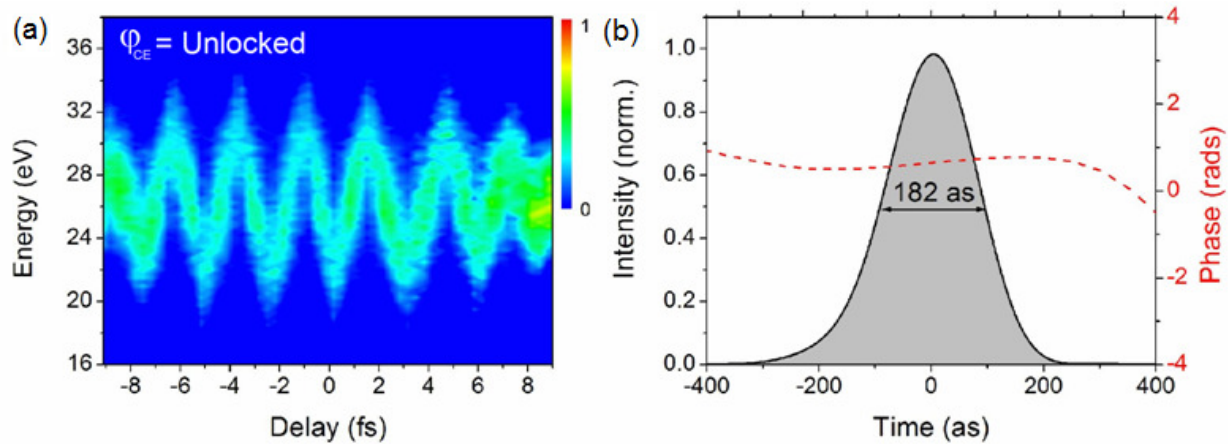 (a)
φCE = Unlocked
36
32
28
24
20
16
Energy (eV)
-8 -6 -4 -2 0 2 4 6 8
Delay (fs)
1
0
(b)
1.0
0.8
0.6
0.4
0.2
0.0
Intensity (norm.)
182 as
-400 -200 0 200 400
Time (as)
4
2
0
-2
-4
Phase (rads)